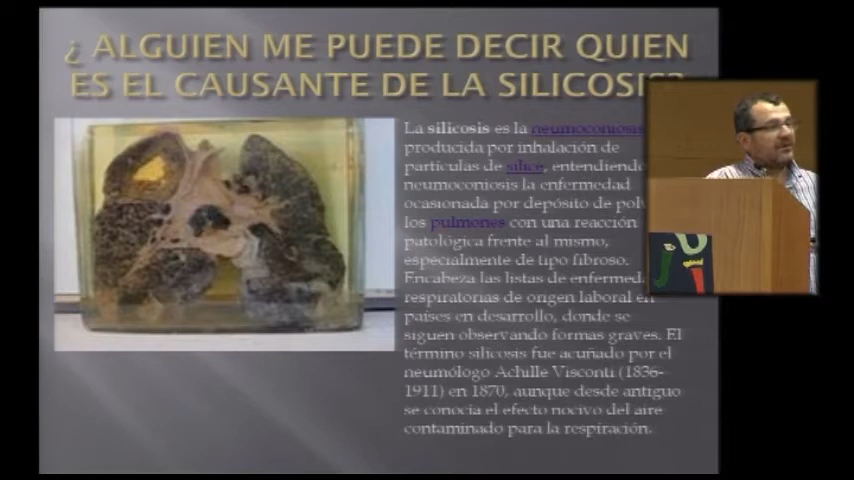 ¿ ALGUIEN ME PUEDE DECIR QUIEN
ES EL CAUSANTE DE LA SILICOSIS?
La silicosis es la neumoconiosis
producida por inhalación de
partículas de sílice, entendiendo
neumoconiosis la enfermedad
ocasionada por depósito de
los pulmones con una reacción
patológica frente al mismo,
especialmente de tipo fibroso.
Encabeza las listas de
respiratorias de origen laboral en
países en desarrollo, donde se
siguen observando formas graves. El
término silicosis fue acuñado por el
neumólogo Achille Visconti (1836-
1911) en 1870, aunque desde antiguo
se conocía el efecto nocivo del aire
contaminado para la respiración.